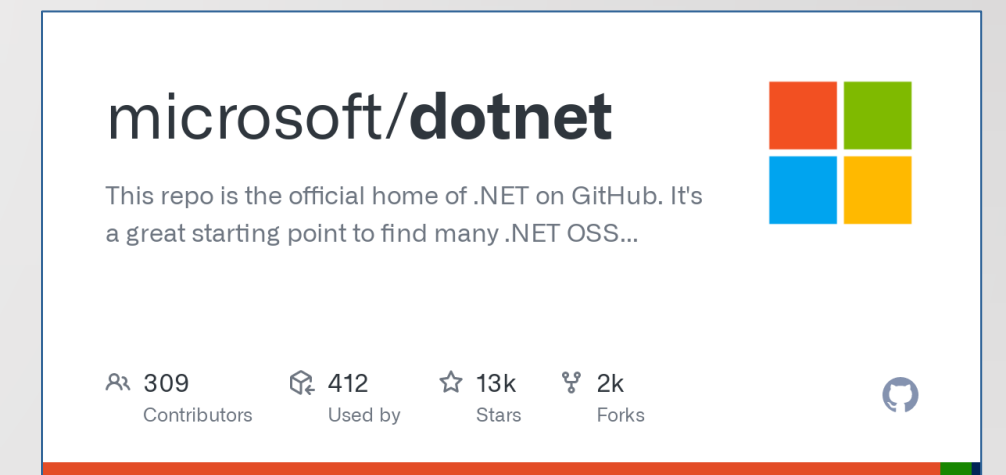 microsoft/dotnet
This repo is the official home of .NET on GitHub. It's
a great starting point to find many .NET OSS...
309 412 13k 2k
Contributors Used by Stars Forks